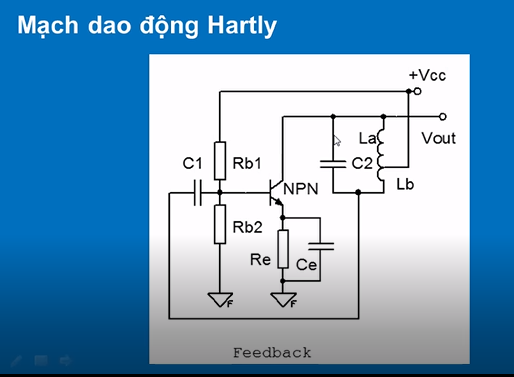 Mạch dao động Hartly
+Vcc
La
Vout
C1
Rb1
C2
NPN
Lb
Rb2
Re
Ce
F
F
Feedback